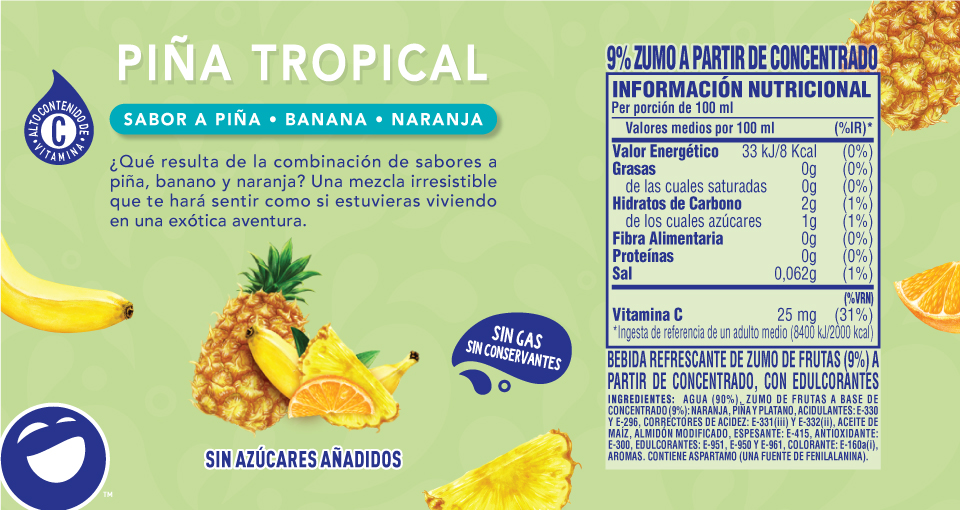 PIÑA TROPICAL
ALTO CONTENIDO DE
C
VITAMINA
SABOR A PIÑA • BANANA • NARANJA
¿Qué resulta de la combinación de sabores a
piña, banano y naranja? Una mezcla irresistible
que te hará sentir como si estuvieras viviendo
en una exótica aventura.
SIN GAS
SIN CONSERVANTES
SIN AZÚCARES AÑADIDOS
TM
9% ZUMO A PARTIR DE CONCENTRADO
INFORMACIÓN NUTRICIONAL
Per porción de 100 ml
Valores medios por 100 ml (%IR)*
Valor Energético 33 kJ/8 Kcal (0%)
Grasas 0g (0%)
de las cuales saturadas 0g (0%)
Hidratos de Carbono 2g (1%)
de los cuales azúcares 1g (1%)
Fibra Alimentaria 0g (0%)
Proteínas 0g (0%)
Sal 0,062g (1%)
(%VRN)
Vitamina C 25 mg (31%)
*Ingesta de referencia de un adulto medio (8400 kJ/2000 kcal)
BEBIDA REFRESCANTE DE ZUMO DE FRUTAS (9%) A
PARTIR DE CONCENTRADO, CON EDULCORANTES
INGREDIENTES: AGUA (90%), ZUMO DE FRUTAS A BASE DE
CONCENTRADO (9%): NARANJA, PIÑA Y PLATANO, ACIDULANTES: E-330
Y E-296, CORRECTORES DE ACIDEZ: E-331(iii) Y E-332(ii), ACEITE DE
MAÍZ, ALMIDÓN MODIFICADO, ESPESANTE: E-415, ANTIOXIDANTE:
E-300, EDULCORANTES: E-951, E-950 Y E-961, COLORANTE: E-160a(i),
AROMAS. CONTIENE ASPARTAMO (UNA FUENTE DE FENILALANINA).